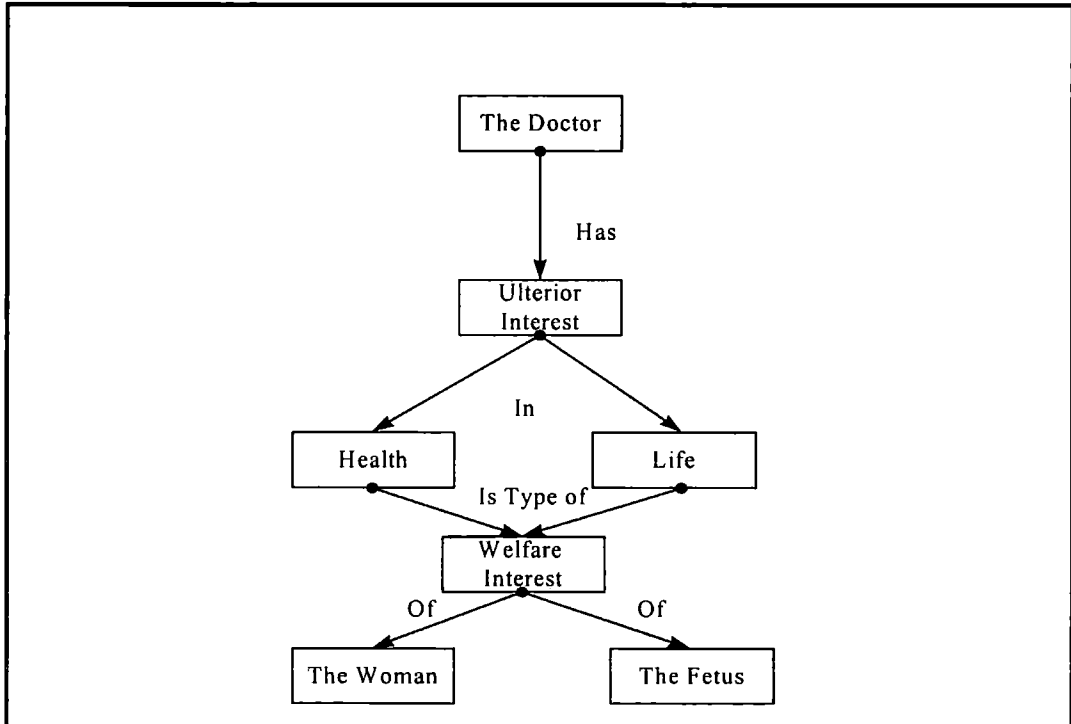 The Doctor
Has
Ulterior
Interest
In
Health
Life
Is Type of
Welfare
Interest
Of
Of
The Woman
The Fetus